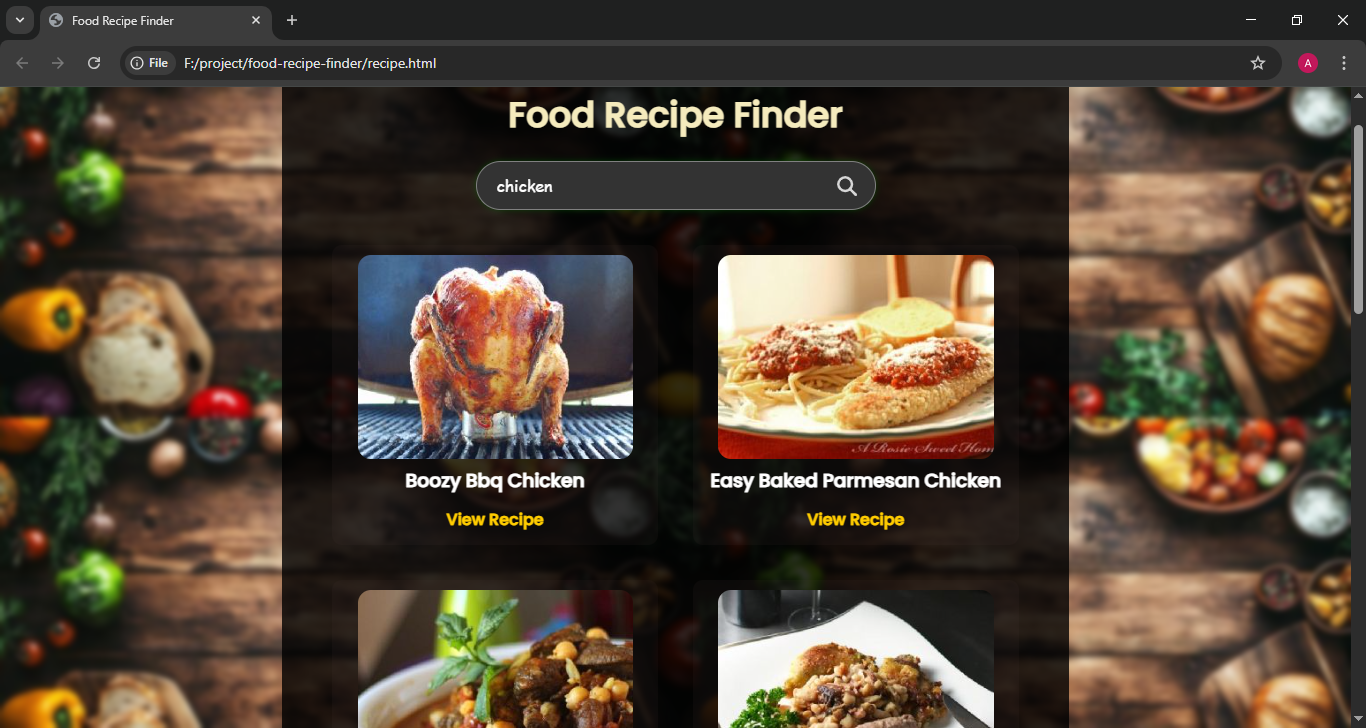 Food Recipe Finder
File
F:/project/food-recipe-finder/recipe.html
A
Food Recipe Finder
chicken
A Rosie Sweet Hom
Boozy Bbq Chicken
Easy Baked Parmesan Chicken
View Recipe
View Recipe